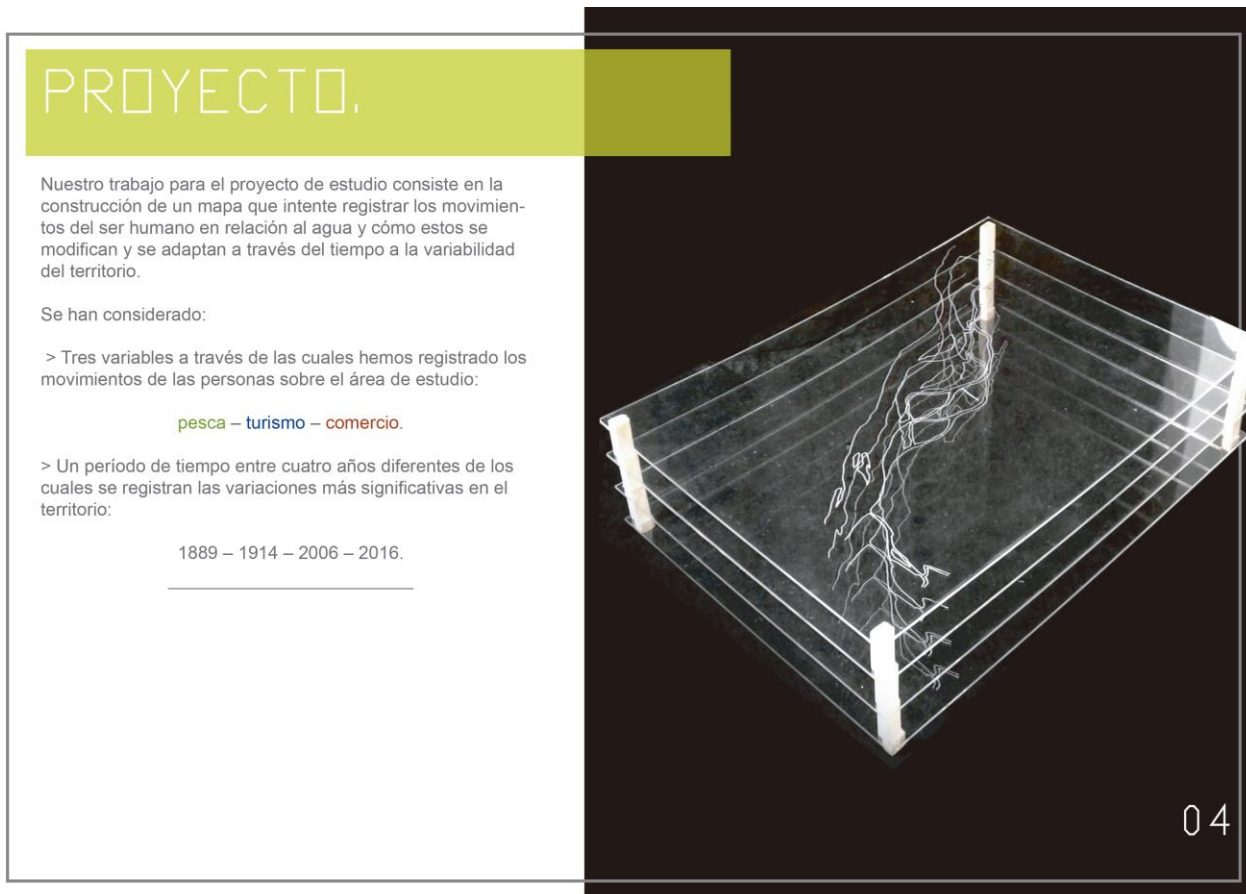 PROYECTO.
Nuestro trabajo para el proyecto de estudio consiste en la
construcción de un mapa que intente registrar los movimien-
tos del ser humano en relación al agua y cómo estos se
modifican y se adaptan a través del tiempo a la variabilidad
del territorio.
Se han considerado:
> Tres variables a través de las cuales hemos registrado los
movimientos de las personas sobre el área de estudio:
pesca – turismo – comercio.
> Un período de tiempo entre cuatro años diferentes de los
cuales se registran las variaciones más significativas en el
territorio:
1889 – 1914 – 2006 – 2016.
04